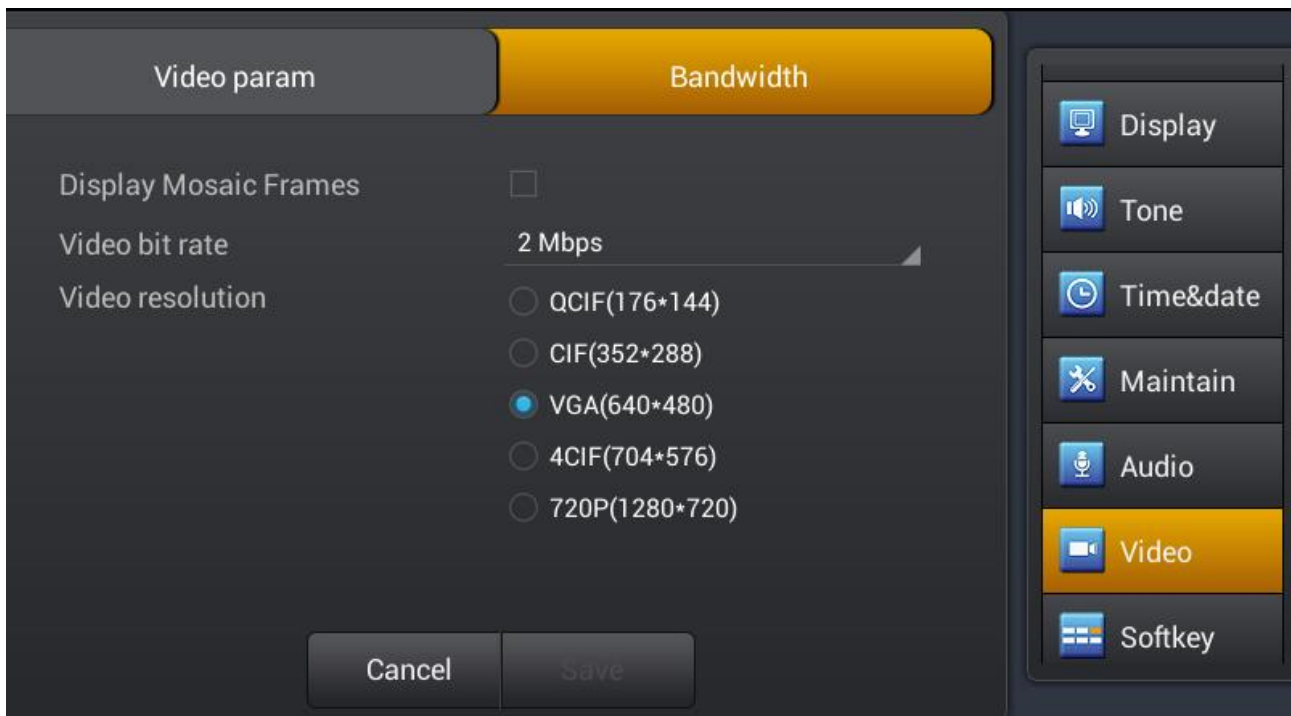 Video param
Bandwidth
Display Mosaic Frames
Video bit rate
2 Mbps
Video resolution
QCIF(176*144)
CIF(352*288)
VGA(640*480)
4CIF(704*576)
720P(1280*720)
Cancel
Save
Display
Tone
Time&date
Maintain
Audio
Video
Softkey